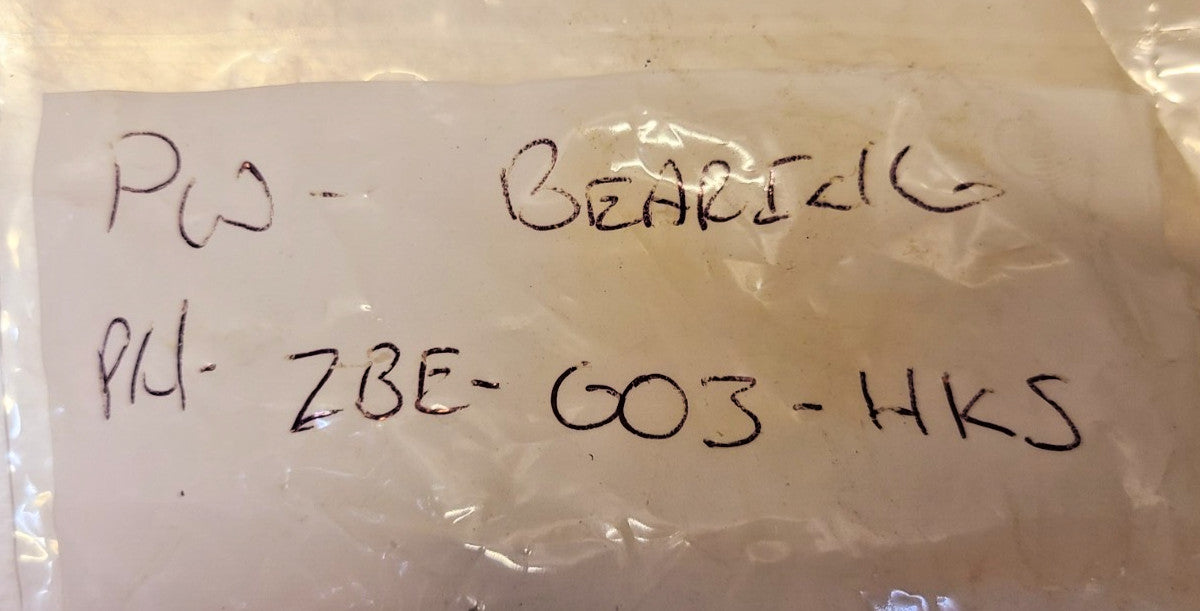 PW- BEARING
PN- ZBE- G03-HKS